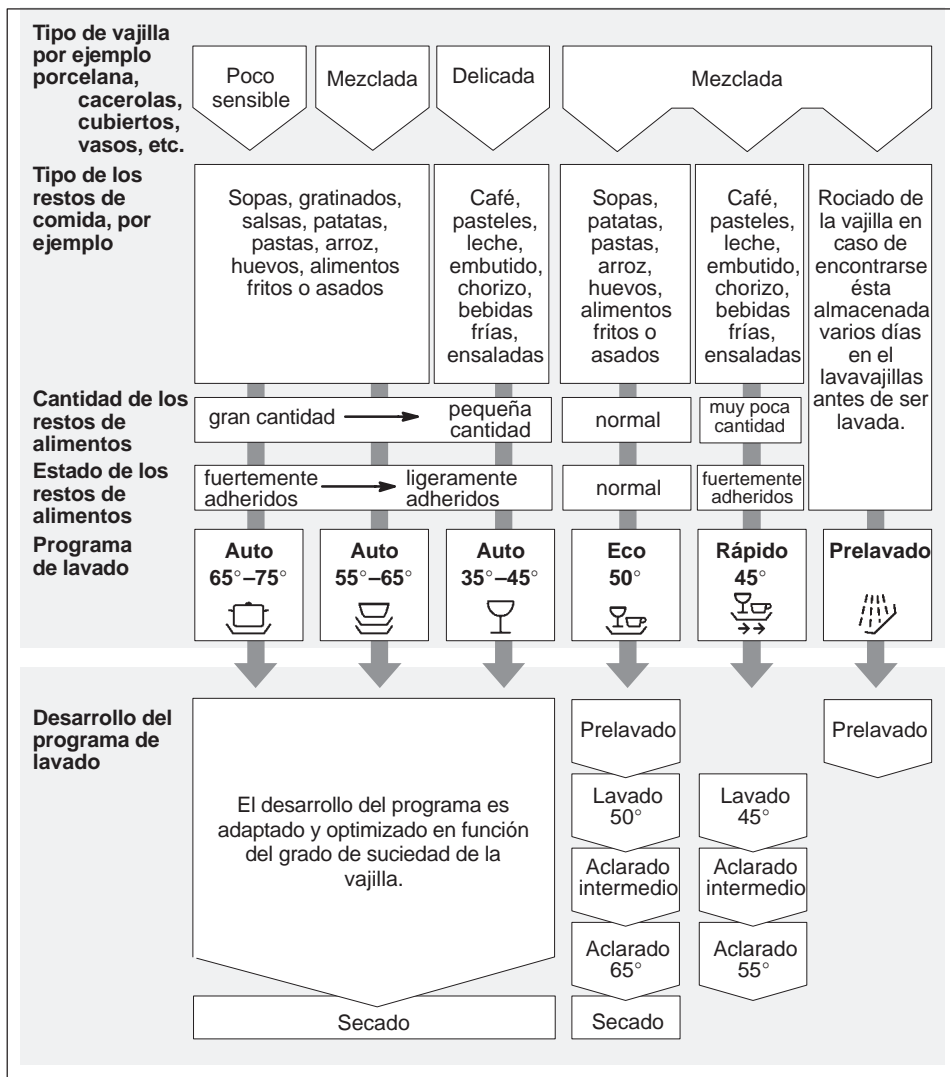 Tipo de vajilla
por ejemplo
porcelana,
cacerolas,
cubiertos,
vasos, etc.
Poco
sensible
Mezclada
Delicada
Mezclada
Tipo de los
restos de
comida, por
ejemplo
Sopas, gratinados,
salsas, patatas,
pastas, arroz,
huevos, alimentos
fritos o asados
Café,
pasteles,
leche,
embutido,
chorizo,
bebidas
frías,
ensaladas
Sopas,
patatas,
pastas,
arroz,
huevos,
alimentos
fritos o
asados
Café,
pasteles,
leche,
embutido,
chorizo,
bebidas
frías,
ensaladas
Rociado de
la vajilla en
caso de
encontrarse
ésta
almacenada
varios días
en el
lavavajillas
antes de ser
lavada.
Cantidad de los
restos de
alimentos
gran cantidad
pequeña
cantidad
normal
muy poca
cantidad
Estado de los
restos de
alimentos
fuertemente
adheridos
ligeramente
adheridos
normal
fuertemente
adheridos
Programa
de lavado
Auto
65°–75°
Auto
55°–65°
Auto
35°–45°
Eco
50°
Rápido
45°
Prelavado
Desarrollo del
programa de
lavado
El desarrollo del programa es
adaptado y optimizado en función
del grado de suciedad de la
vajilla.
Secado
Prelavado
Lavado
50°
Aclarado
intermedio
Aclarado
65°
Secado
Lavado
45°
Aclarado
intermedio
Aclarado
55°
Prelavado